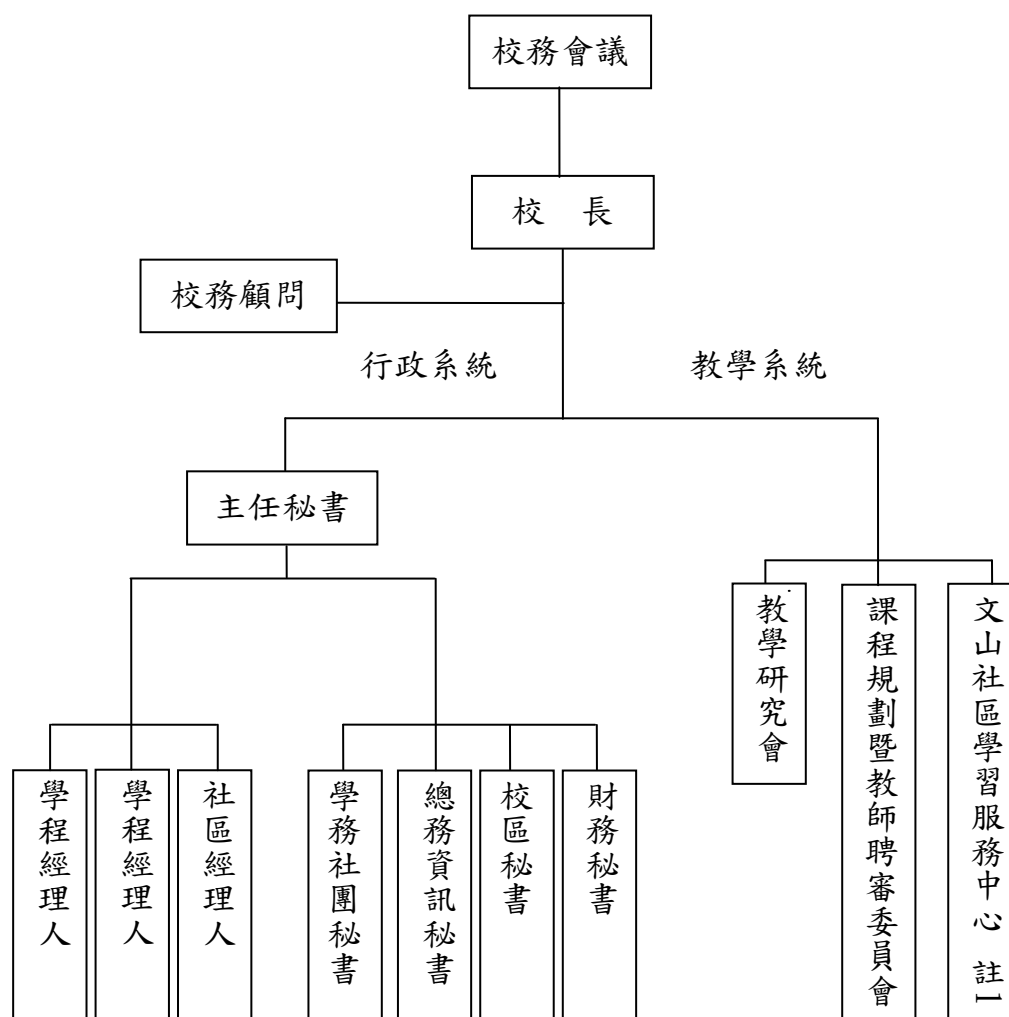 校務會議
校　長
校務顧問
行政系統
教學系統
主任秘書
學程經理人
學程經理人
社區經理人
學務社團秘書
總務資訊秘書
校區秘書
財務秘書
教學研究會
課程規劃暨教師聘審委員會
文山社區學習服務中心 註1